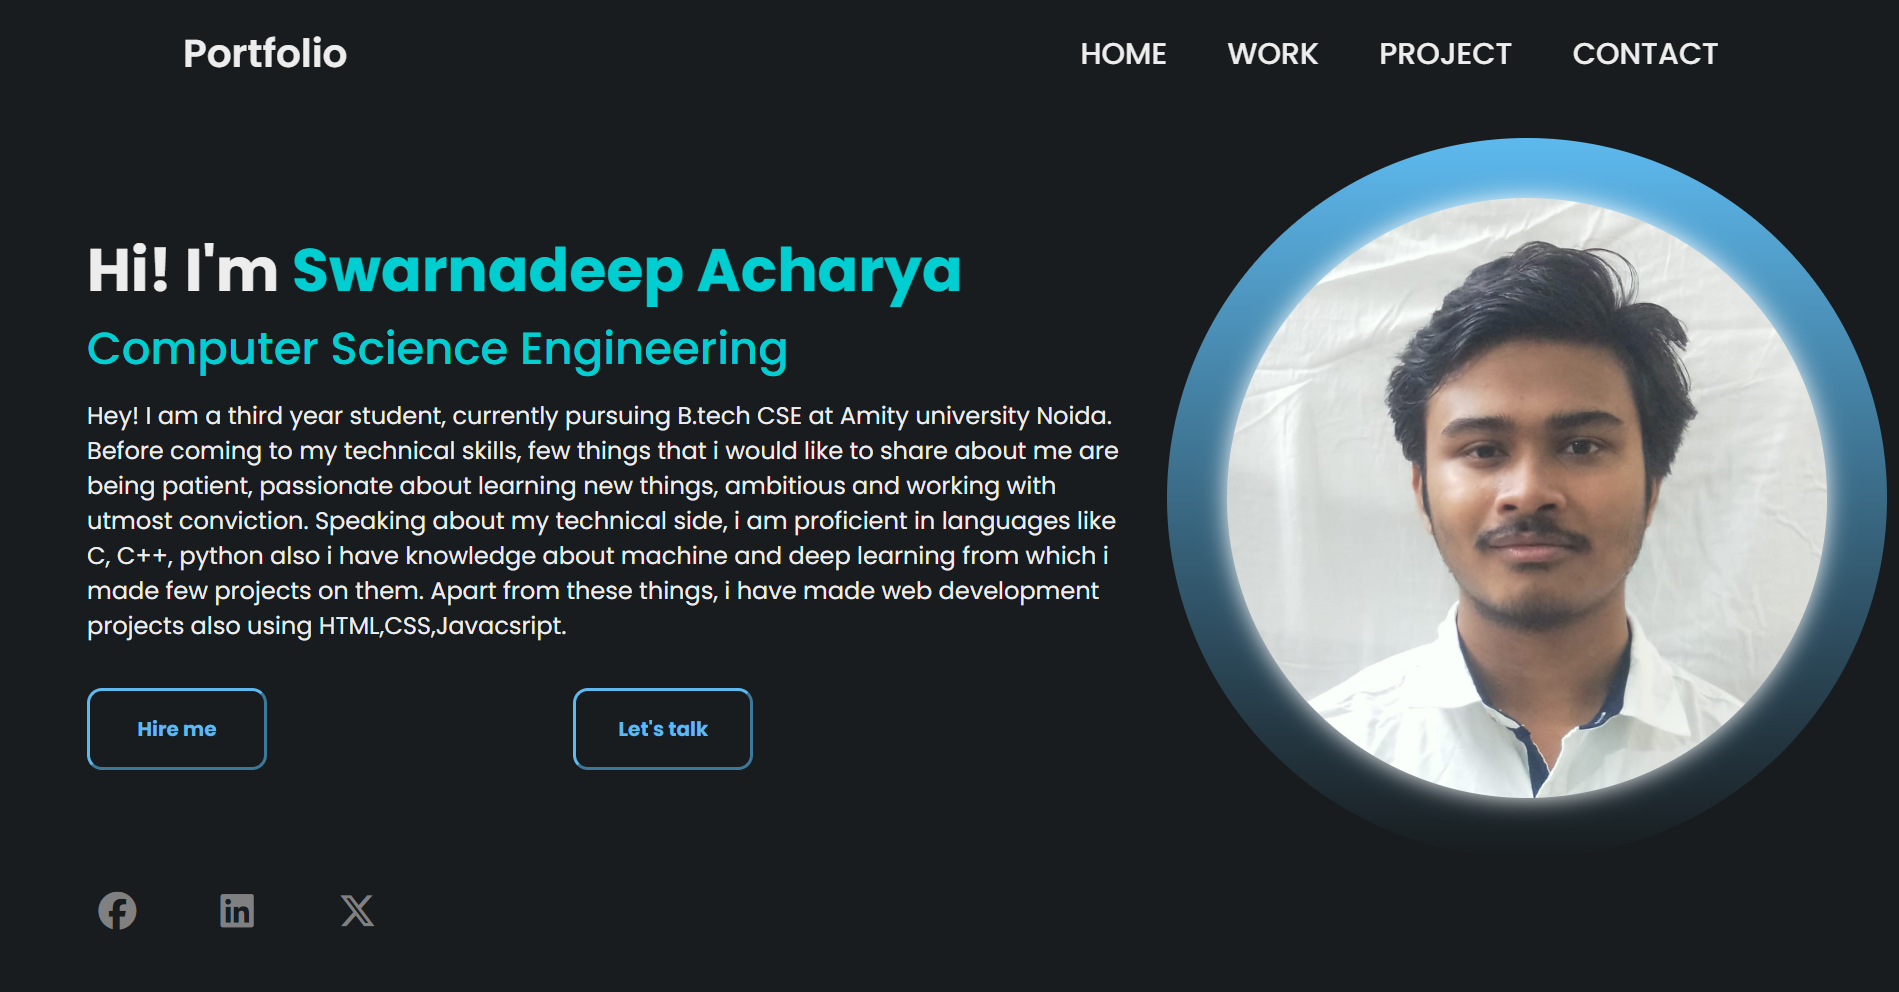 Portfolio
HOME WORK PROJECT CONTACT
Hi! I'm Swarnadeep Acharya
Computer Science Engineering
Hey! I am a third year student, currently pursuing B.tech CSE at Amity university Noida.
Before coming to my technical skills, few things that i would like to share about me are
being patient, passionate about learning new things, ambitious and working with
utmost conviction. Speaking about my technical side, i am proficient in languages like
C, C++, python also i have knowledge about machine and deep learning from which i
made few projects on them. Apart from these things, i have made web development
projects also using HTML,CSS,Javacsript.
Hire me
Let's talk